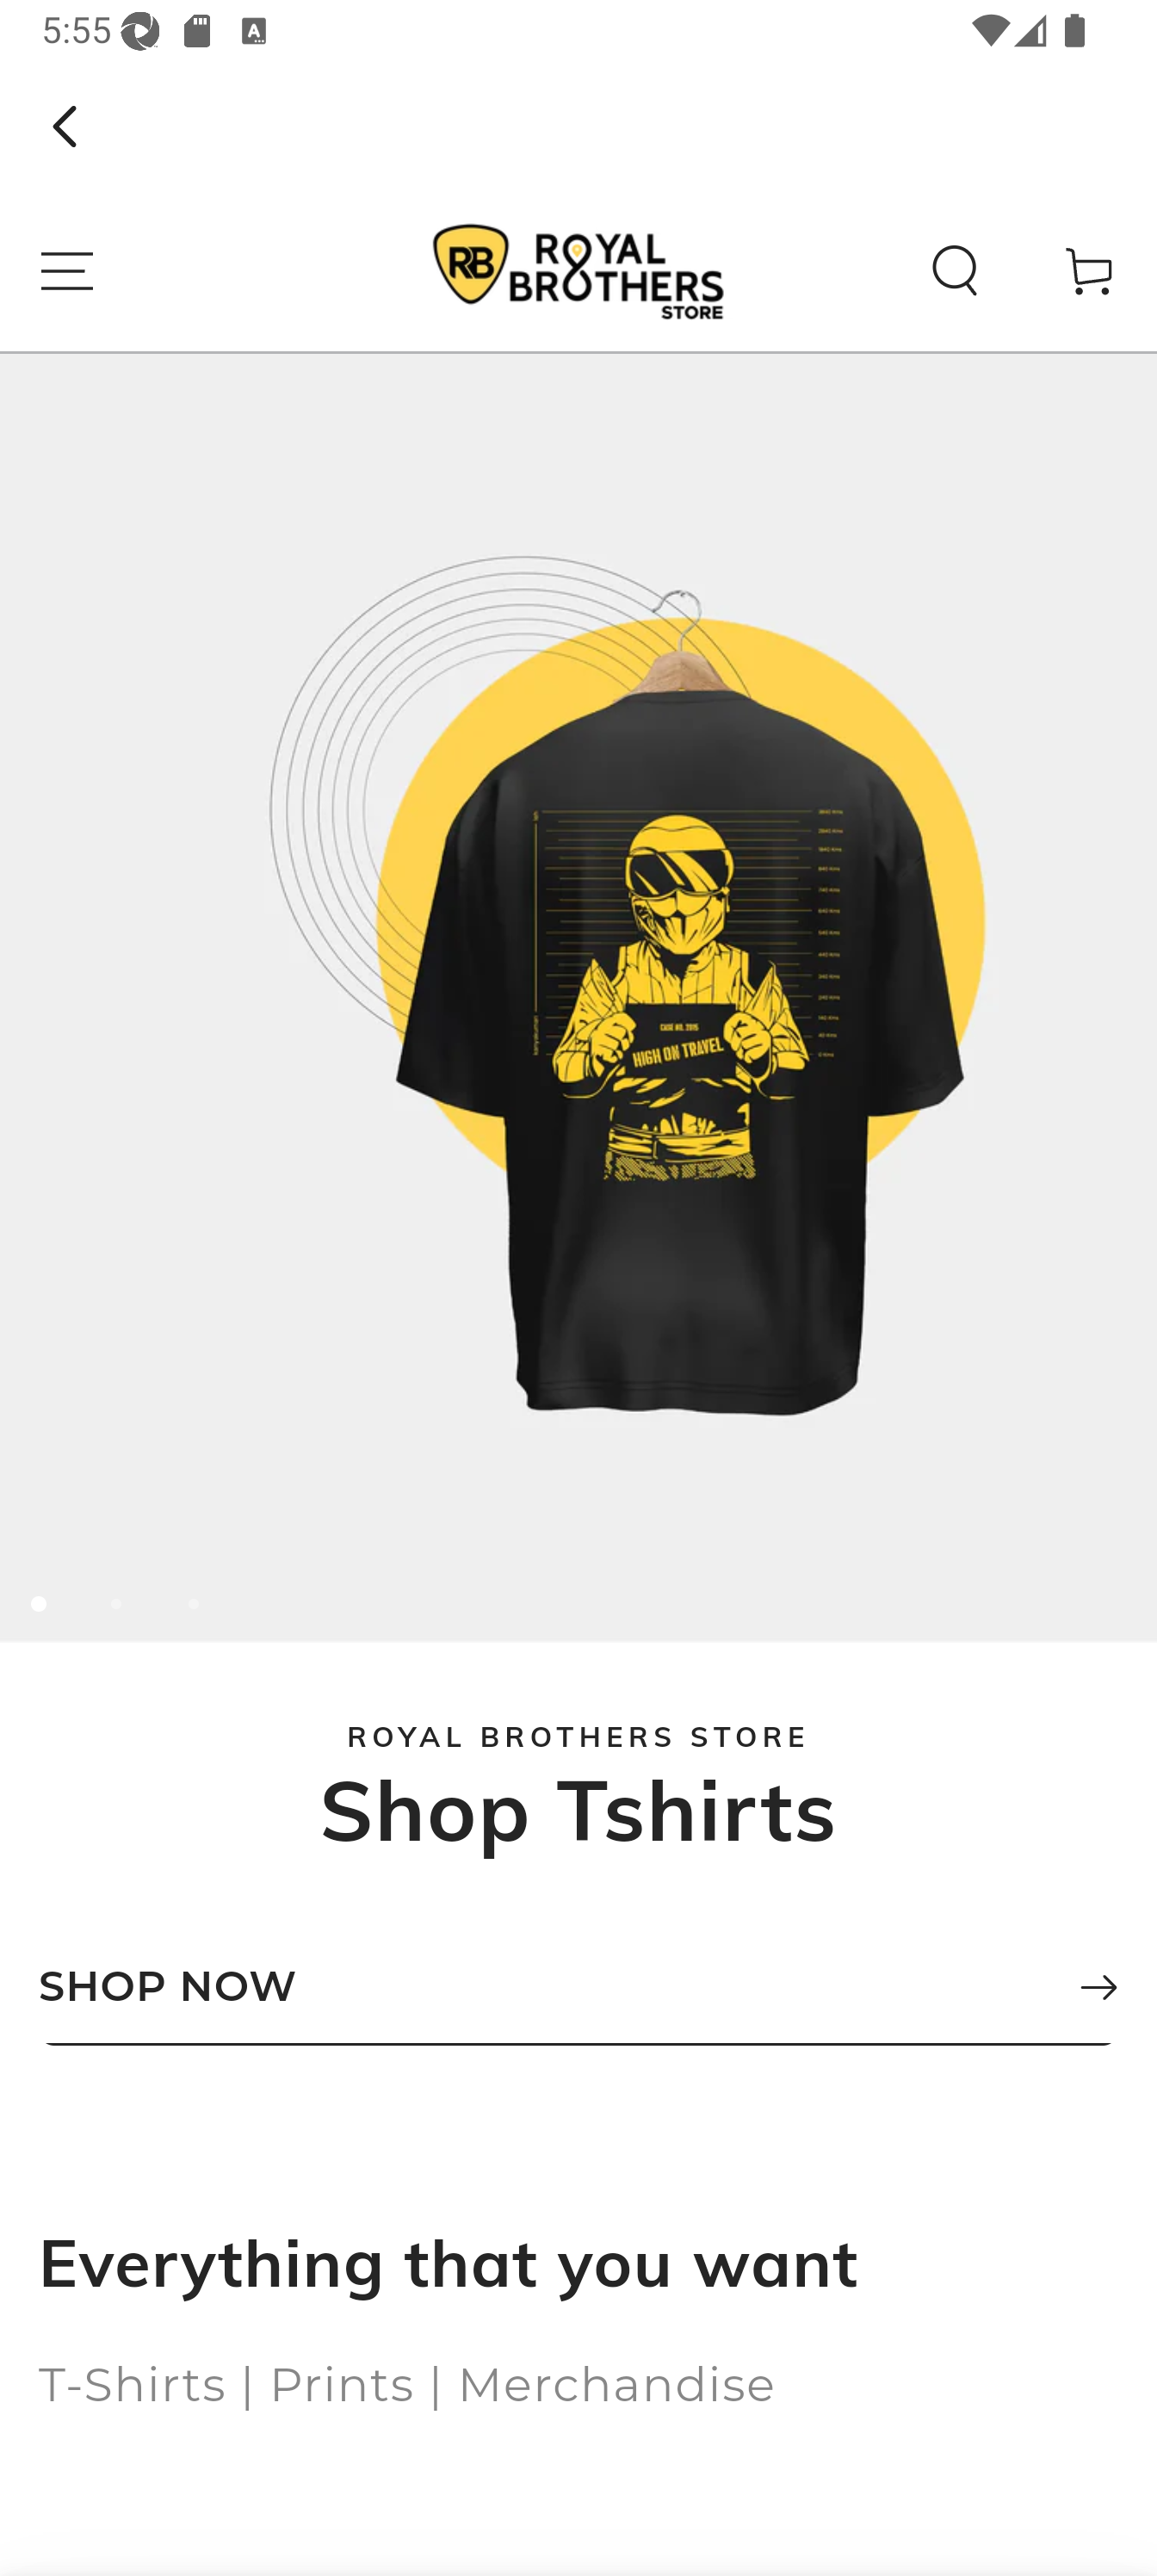 5:55
RB ROYAL
BROTHERS
STORE
CASE NO. 2015
HIGH ON TRAVEL
ROYAL BROTHERS STORE
Shop Tshirts
SHOP NOW
Everything that you want
T-Shirts | Prints | Merchandise